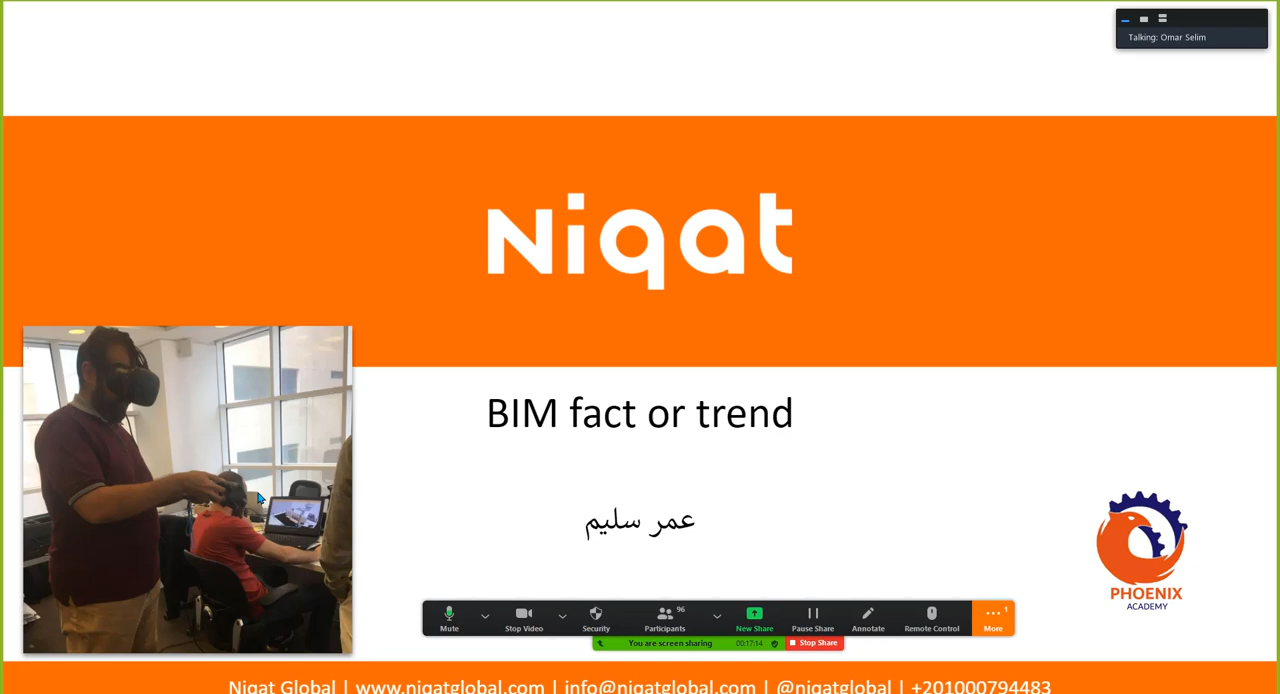 Talking: Omar Selim
Niqat
BIM fact or trend
عمر سليم
PHOENIX
ACADEMY
96
1
Mute
Stop Video
Security
Participants
New Share
Pause Share
Annotate
Remote Control
More
You are screen sharing
00:17:14
Stop Share
Niqat Global | www.niqatglobal.com | info@niqatglobal.com | @niqatglobal | +201000794483